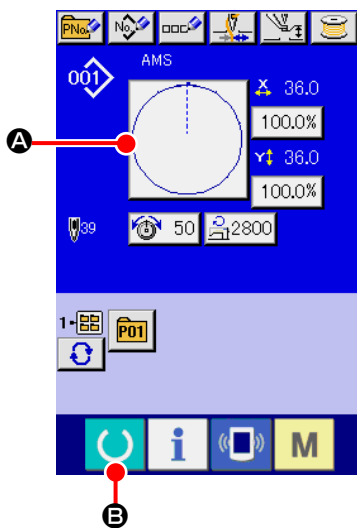 PNo. No.
AMS
001
X 36.0
A
100.0%
Y 36.0
100.0%
39 50 2800
1 P01
i M
B